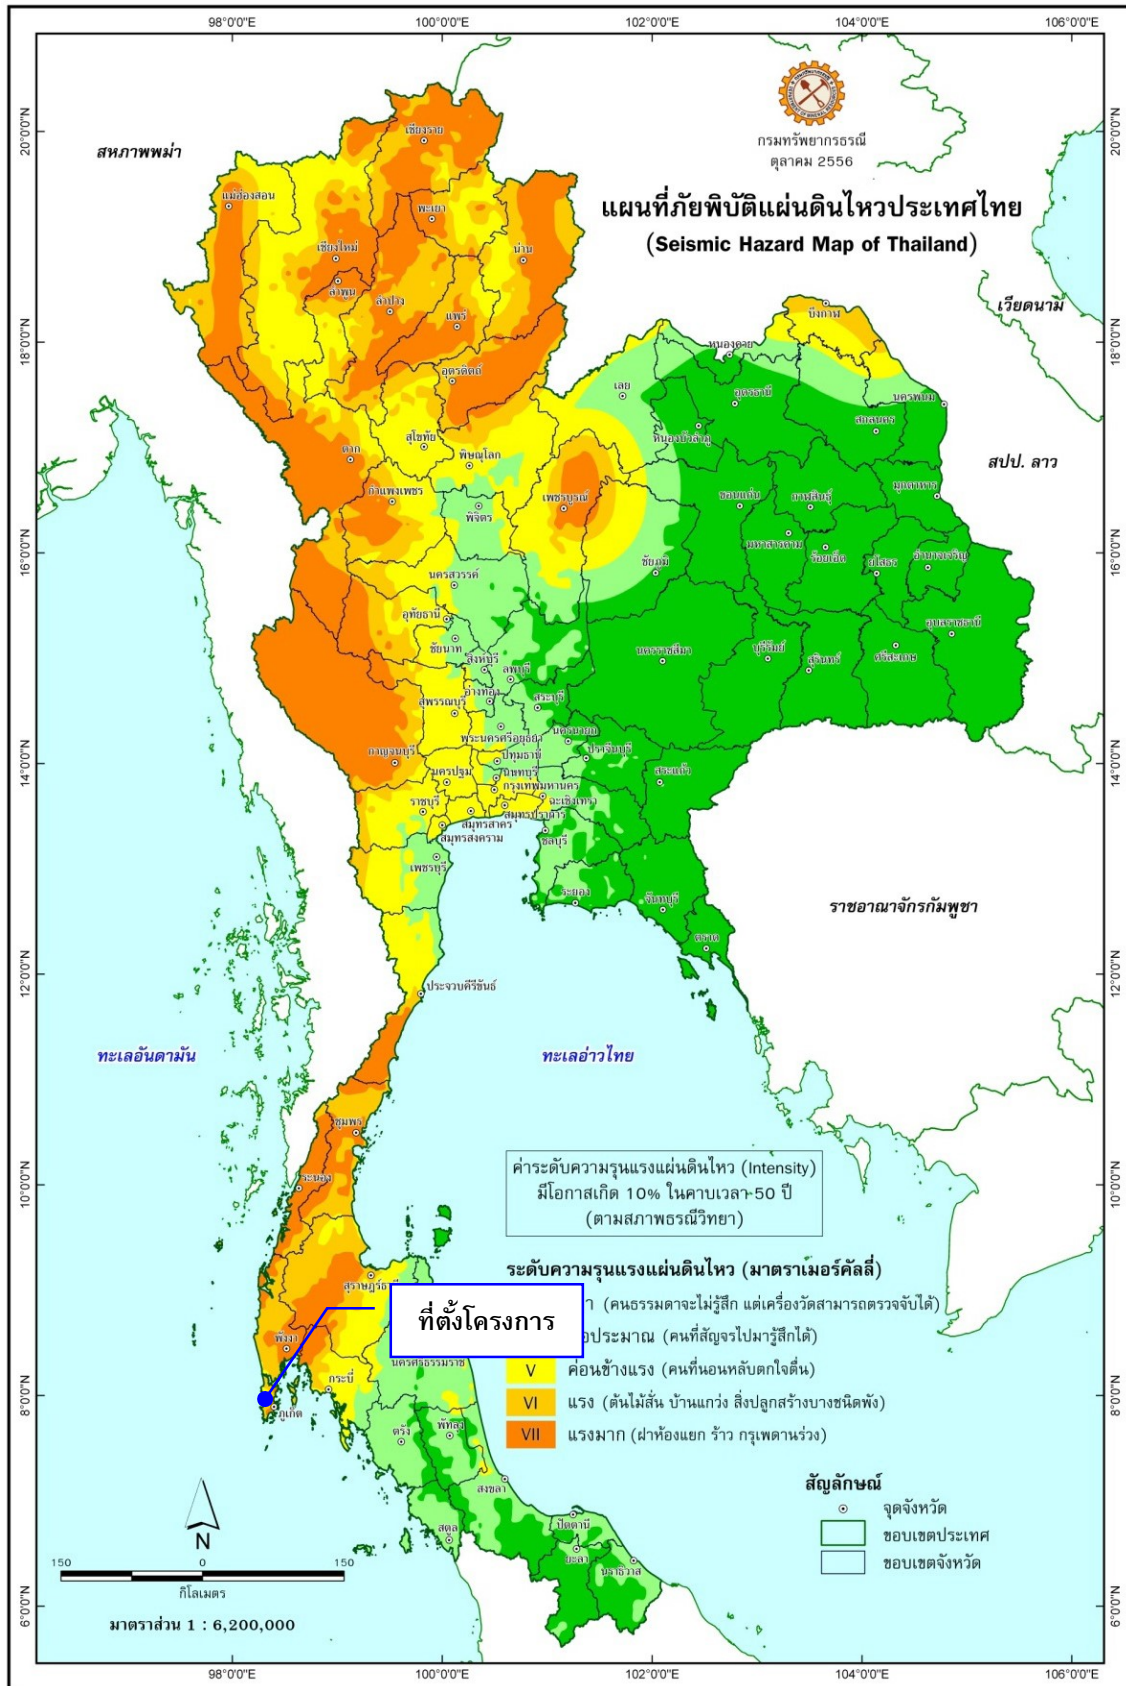 98°0'0"E 100°0'0"E 102°0'0"E 104°0'0"E 106°0'0"E
กรมทรัพยากรธรณี
ตุลาคม 2556
แผนที่ภัยพิบัติแผ่นดินไหวประเทศไทย
(Seismic Hazard Map of Thailand)
20°0'0"N
20°0'0"N
18°0'0"N
18°0'0"N
16°0'0"N
16°0'0"N
14°0'0"N
14°0'0"N
12°0'0"N
12°0'0"N
10°0'0"N
10°0'0"N
8°0'0"N
8°0'0"N
6°0'0"N
6°0'0"N
สหภาพพม่า
เวียดนาม
สปป. ลาว
ราชอาณาจักรกัมพูชา
ทะเลอันดามัน
ทะเลอ่าวไทย
เชียงราย
แม่ฮ่องสอน
พะเยา
เชียงใหม่
น่าน
ลำพูน
ลำปาง
แพร่
อุตรดิตถ์
บึงกาฬ
หนองคาย
เลย
อุดรธานี
นครพนม
สกลนคร
หนองบัวลำภู
สุโขทัย
ตาก
พิษณุโลก
กำแพงเพชร
พิจิตร
เพชรบูรณ์
ขอนแก่น
กาฬสินธุ์
มุกดาหาร
มหาสารคาม
ร้อยเอ็ด
ยโสธร
อำนาจเจริญ
ชัยภูมิ
นครสวรรค์
อุทัยธานี
ชัยนาท
สิงห์บุรี
ลพบุรี
อ่างทอง
สระบุรี
สุพรรณบุรี
นครราชสีมา
บุรีรัมย์
สุรินทร์
ศรีสะเกษ
อุบลราชธานี
พระนครศรีอยุธยา
นครนายก
ปราจีนบุรี
กาญจนบุรี
ปทุมธานี
นครปฐม
นนทบุรี
กรุงเทพมหานคร
สระแก้ว
ฉะเชิงเทรา
ราชบุรี
สมุทรปราการ
สมุทรสาคร
สมุทรสงคราม
ชลบุรี
เพชรบุรี
ระยอง
จันทบุรี
ตราด
ประจวบคีรีขันธ์
ชุมพร
ระนอง
พังงา
กระบี่
ภูเก็ต
นครศรีธรรมราช
ตรัง
พัทลุง
สงขลา
สตูล
ปัตตานี
ยะลา
นราธิวาส
ที่ตั้งโครงการ
ค่าระดับความรุนแรงแผ่นดินไหว (Intensity)
มีโอกาสเกิด 10% ในคาบเวลา 50 ปี
(ตามสภาพธรณีวิทยา)
ระดับความรุนแรงแผ่นดินไหว (มาตราเมอร์คัลลี่)
(คนธรรมดาจะไม่รู้สึก แต่เครื่องวัดสามารถตรวจจับได้)
(คนที่สัญจรไปมารู้สึกได้)
V ค่อนข้างแรง (คนที่นอนหลับตกใจตื่น)
VI แรง (ต้นไม้สั่น บ้านแกว่ง สิ่งปลูกสร้างบางชนิดพัง)
VII แรงมาก (ฝาห้องแยก ร้าว กรุเพดานร่วง)
สัญลักษณ์
จุดจังหวัด
ขอบเขตประเทศ
ขอบเขตจังหวัด
N
150 0 150
กิโลเมตร
มาตราส่วน 1 : 6,200,000
98°0'0"E 100°0'0"E 102°0'0"E 104°0'0"E 106°0'0"E